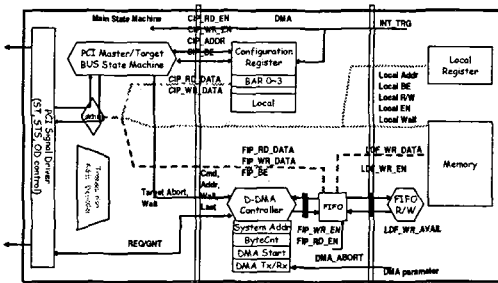 Main State Machine
CIP_RD_EN
DMA
CIP_WR_EN
INT_TRG
CIP_ADDR
CIP_BE
PCI Master/Target
BUS State Machine
Configuration
Register
BAR 0~3
Local
CIP_RD_DATA
CIP_WR_DATA
Local Addr
Local BE
Local R/W
Local EN
Local Wait
Local
Register
PCI Signal Driver
(ST, STS, OD control)
FIP_RD_DATA
FIP_WR_DATA
FIP_BE
LDF_WR_DATA
LDF_WR_EN
Memory
Target Abort,
Wait
Cmd,
Addr,
Wait,
Last
D-DMA
Controller
FIFO
FIFO
R/W
System Addr
ByteCnt
DMA Start
DMA Tx/Rx
FIP_WR_EN
FIP_RD_EN
LDF_WR_AVAIL
REQ/GNT
DMA_ABORT
DMA parameter